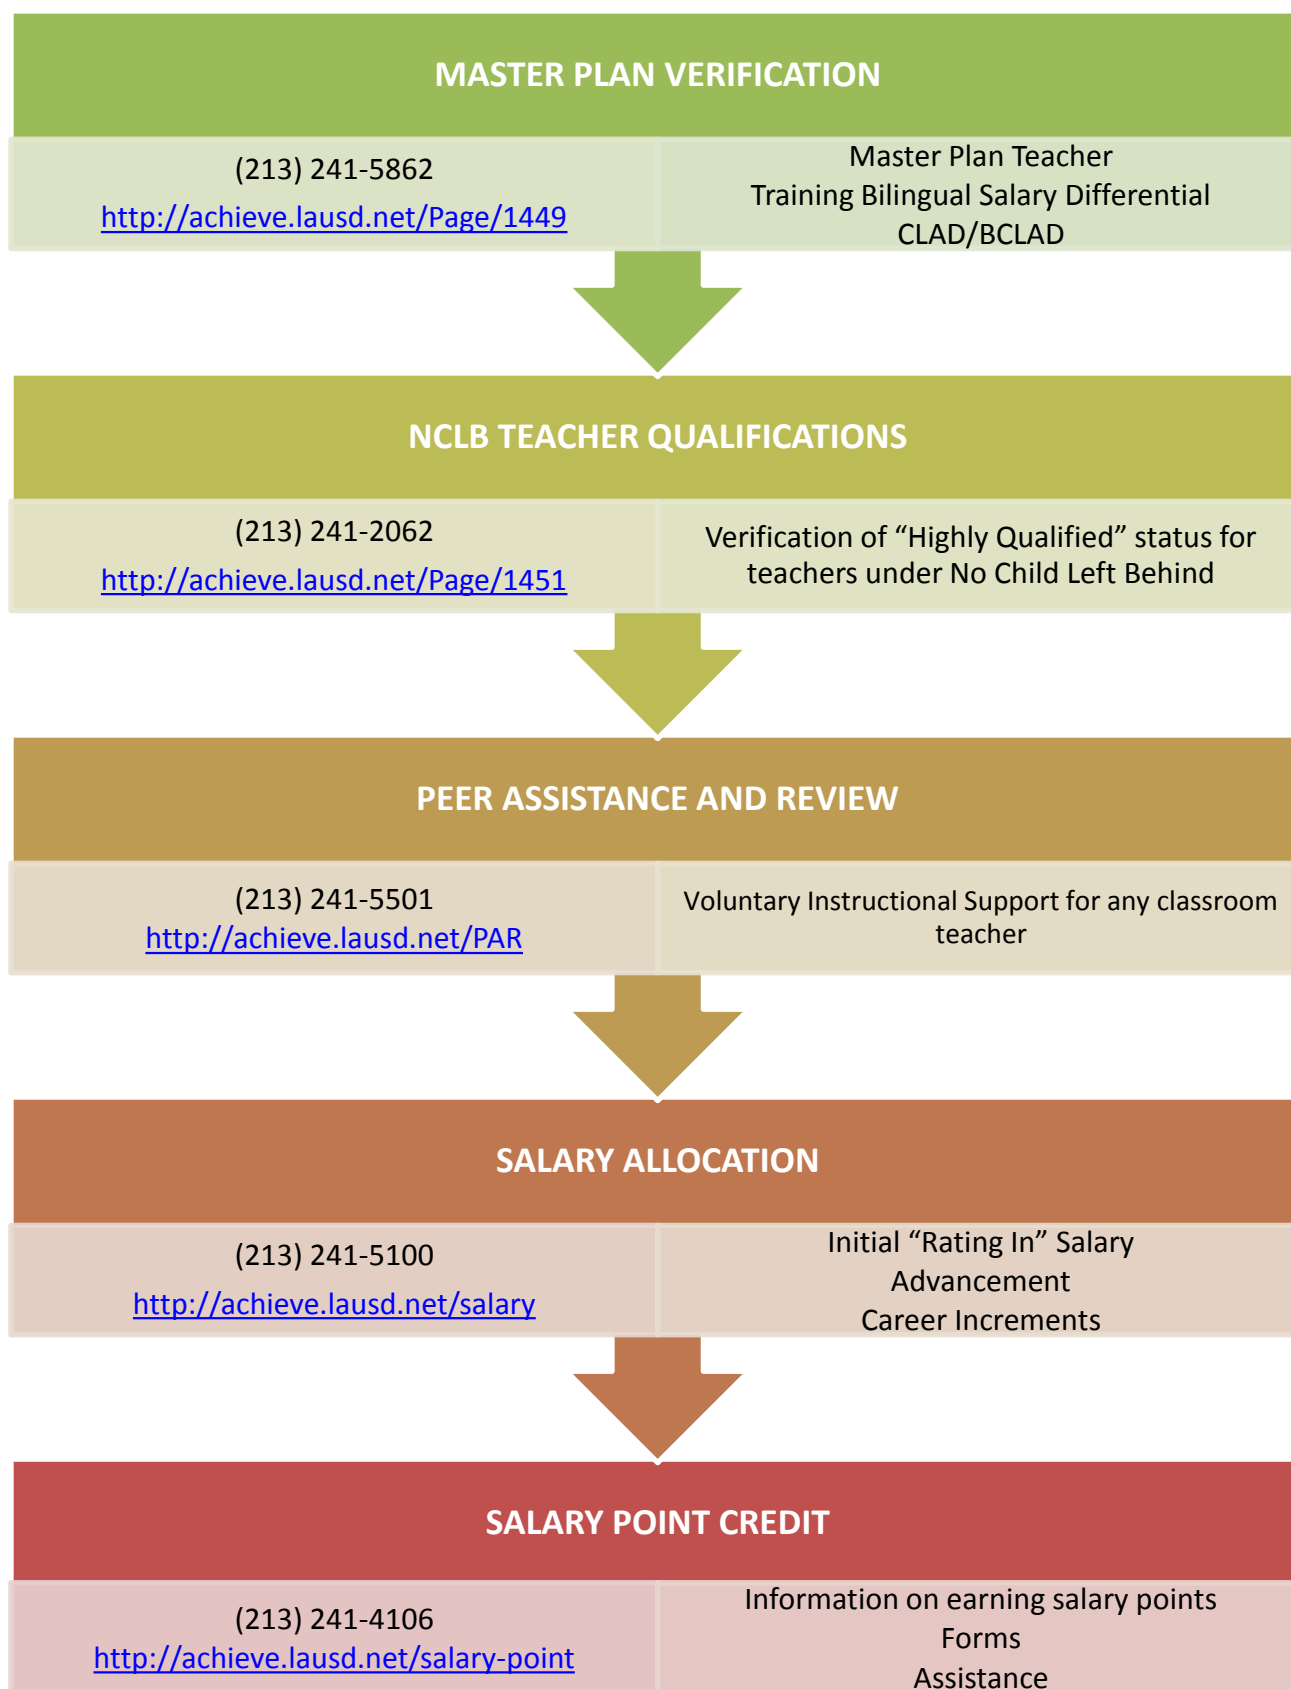 MASTER PLAN VERIFICATION
(213) 241-5862
http://achieve.lausd.net/Page/1449
Master Plan Teacher
Training Bilingual Salary Differential
CLAD/BCLAD
NCLB TEACHER QUALIFICATIONS
(213) 241-2062
http://achieve.lausd.net/Page/1451
Verification of “Highly Qualified” status for
teachers under No Child Left Behind
PEER ASSISTANCE AND REVIEW
(213) 241-5501
http://achieve.lausd.net/PAR
Voluntary Instructional Support for any classroom
teacher
SALARY ALLOCATION
(213) 241-5100
http://achieve.lausd.net/salary
Initial “Rating In” Salary
Advancement
Career Increments
SALARY POINT CREDIT
(213) 241-4106
http://achieve.lausd.net/salary-point
Information on earning salary points
Forms
Assistance